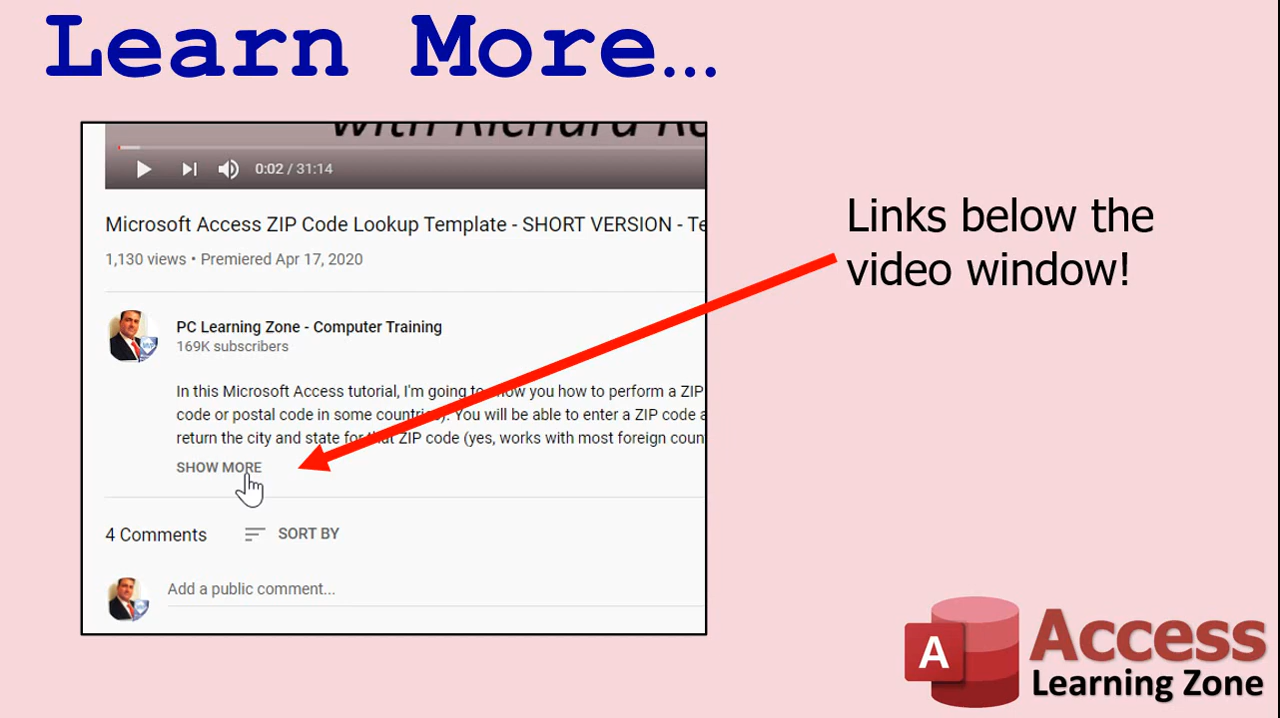 Learn More...
with Richard
0:02 / 31:14
Microsoft Access ZIP Code Lookup Template - SHORT VERSION -
1,130 views • Premiered Apr 17, 2020
PC Learning Zone - Computer Training
169K subscribers
In this Microsoft Access tutorial, I'm going to show you how to perform a ZIP
code or postal code in some countries). You will be able to enter a ZIP code
return the city and state for that ZIP code (yes, works with most foreign
SHOW MORE
4 Comments
SORT BY
Add a public comment...
Links below the
video window!
A
Access
Learning Zone